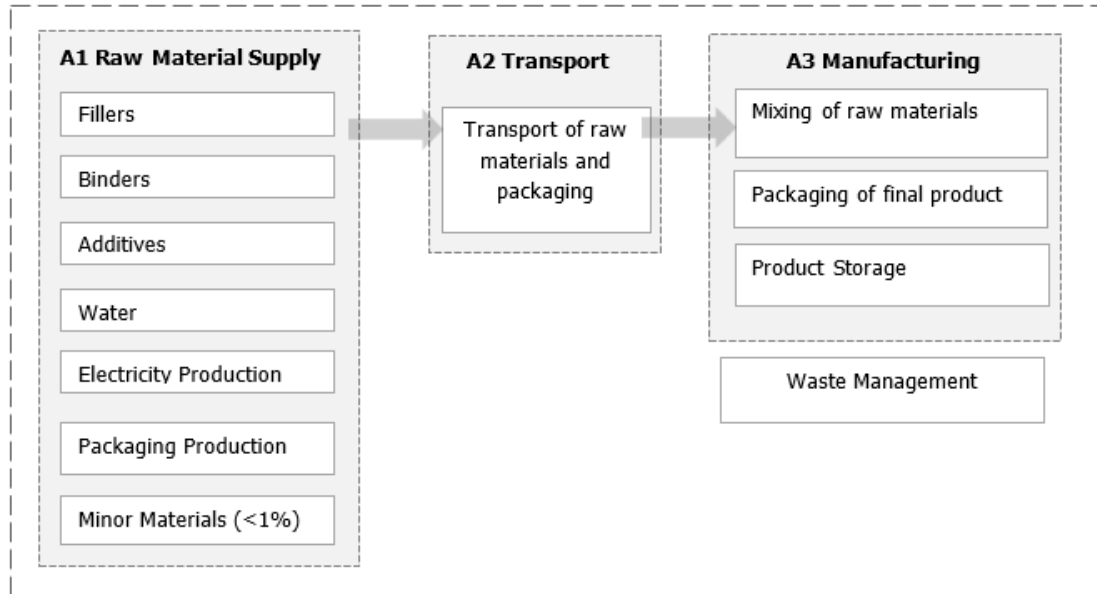 A1 Raw Material Supply
Fillers
Binders
Additives
Water
Electricity Production
Packaging Production
Minor Materials (<1%)
A2 Transport
Transport of raw
materials and
packaging
A3 Manufacturing
Mixing of raw materials
Packaging of final product
Product Storage
Waste Management